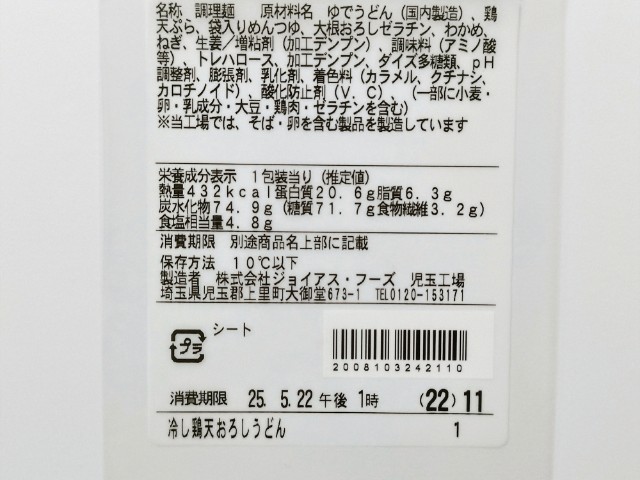 名称　調理麺　　原材料名　ゆでうどん（国内製造）、鶏
天ぷら、袋入りめんつゆ、大根おろしゼラチン、わかめ、
ねぎ、生姜／増粘剤（加工デンプン）、調味料（アミノ酸
等）、トレハロース、加工デンプン、ダイズ多糖類、ｐＨ
調整剤、膨張剤、乳化剤、着色料（カラメル、クチナシ、
カロチノイド）、酸化防止剤（Ｖ．Ｃ）、（一部に小麦・
卵・乳成分・大豆・鶏肉・ゼラチンを含む）
※当工場では、そば・卵を含む製品を製造しています
栄養成分表示　１包装当り（推定値）
熱量４３２ｋｃａｌ蛋白質２０．６ｇ脂質６．３ｇ
炭水化物７４．９ｇ（糖質７１．７ｇ食物繊維３．２ｇ）
食塩相当量４．８ｇ
消費期限　別途商品名上部に記載
保存方法　１０℃以下
製造者　株式会社ジョイアス・フーズ　児玉工場
埼玉県児玉郡上里町大御堂673-1　TEL0120-153171
プラ
シート
2008103242110
消費期限　25. 5.22 午後 1時　(22) 11
冷し鶏天おろしうどん　1